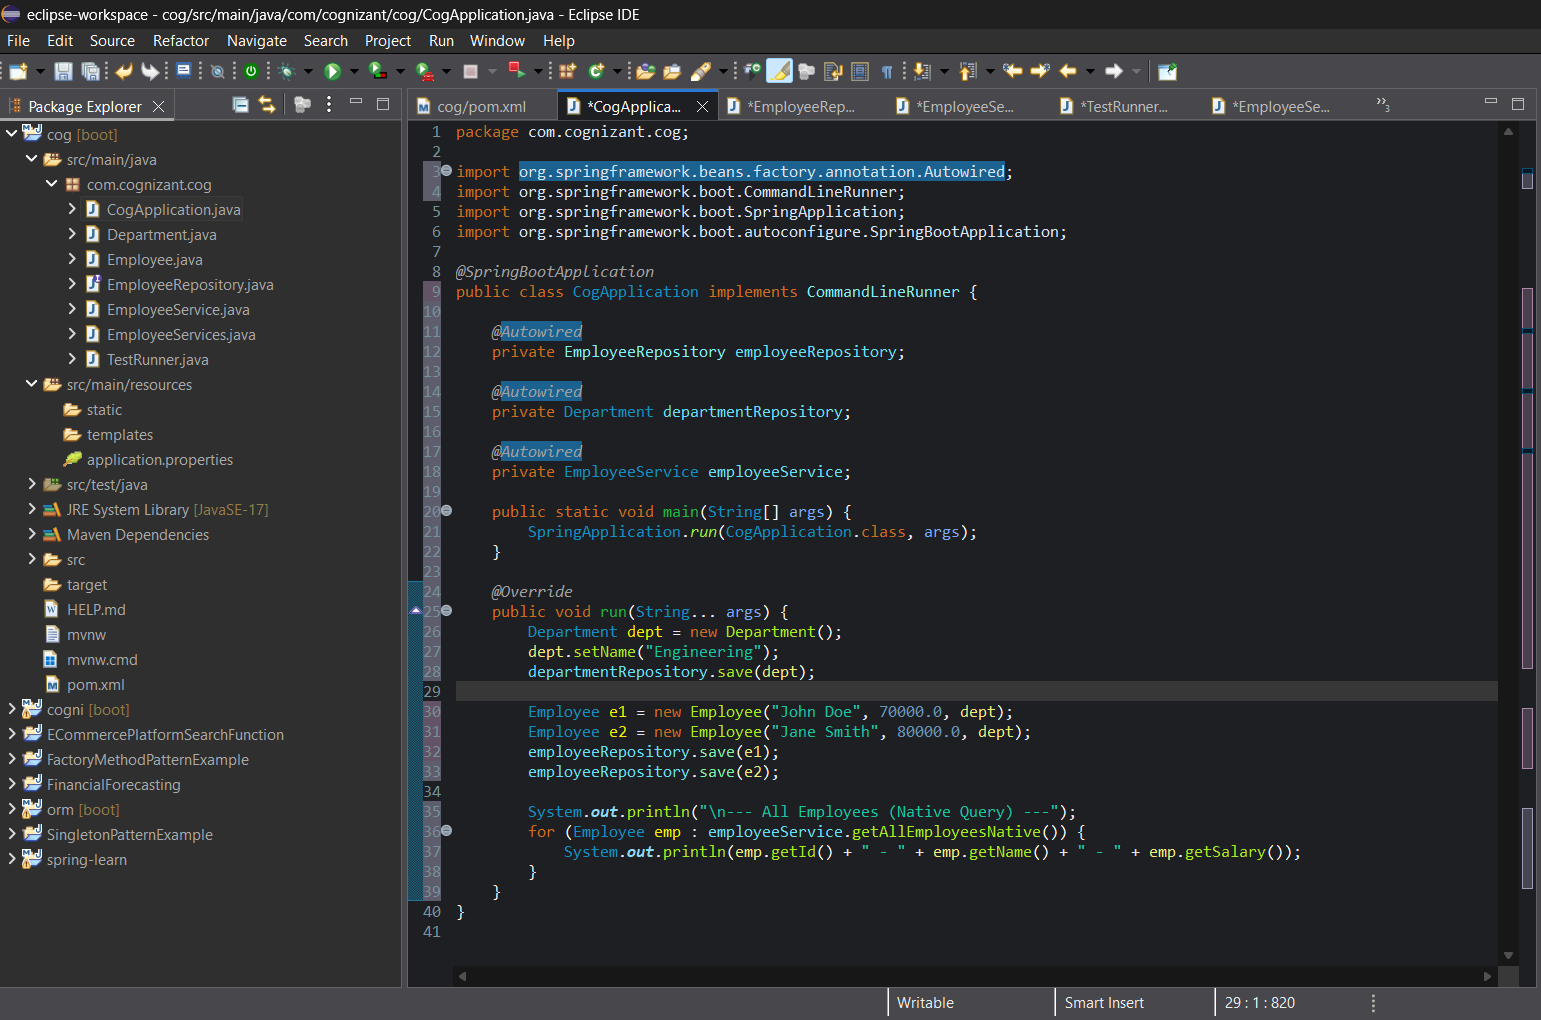 eclipse-workspace - cog/src/main/java/com/cognizant/cog/CogApplication.java - Eclipse IDE
File Edit Source Refactor Navigate Search Project Run Window Help
Package Explorer
cog [boot]
src/main/java
com.cognizant.cog
CogApplication.java
Department.java
Employee.java
EmployeeRepository.java
EmployeeService.java
EmployeeServices.java
TestRunner.java
src/main/resources
static
templates
application.properties
src/test/java
JRE System Library [JavaSE-17]
Maven Dependencies
src
target
HELP.md
mvnw
mvnw.cmd
pom.xml
cogni [boot]
ECommercePlatformSearchFunction
FactoryMethodPatternExample
FinancialForecasting
orm [boot]
SingletonPatternExample
spring-learn
cog/pom.xml *CogApplica... *EmployeeRep... *EmployeeSe... *TestRunner... *EmployeeSe... »3
1 package com.cognizant.cog;
2
3 import org.springframework.beans.factory.annotation.Autowired;
4 import org.springframework.boot.CommandLineRunner;
5 import org.springframework.boot.SpringApplication;
6 import org.springframework.boot.autoconfigure.SpringBootApplication;
7
8 @SpringBootApplication
9 public class CogApplication implements CommandLineRunner {
10
11 @Autowired
12 private EmployeeRepository employeeRepository;
13
14 @Autowired
15 private Department departmentRepository;
16
17 @Autowired
18 private EmployeeService employeeService;
19
20 public static void main(String[] args) {
21 SpringApplication.run(CogApplication.class, args);
22 }
23
24 @Override
25 public void run(String... args) {
26 Department dept = new Department();
27 dept.setName("Engineering");
28 departmentRepository.save(dept);
29
30 Employee e1 = new Employee("John Doe", 70000.0, dept);
31 Employee e2 = new Employee("Jane Smith", 80000.0, dept);
32 employeeRepository.save(e1);
33 employeeRepository.save(e2);
34
35 System.out.println("\n--- All Employees (Native Query) ---");
36 for (Employee emp : employeeService.getAllEmployeesNative()) {
37 System.out.println(emp.getId() + " - " + emp.getName() + " - " + emp.getSalary());
38 }
39 }
40 }
41
Writable Smart Insert 29 : 1 : 820